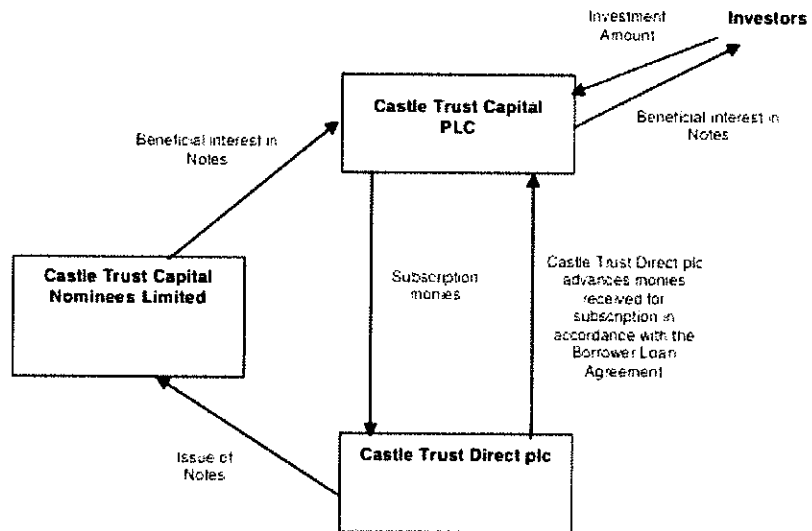 Investment
Amount
Investors
Castle Trust Capital
PLC
Beneficial interest in
Notes
Beneficial interest in
Notes
Castle Trust Capital
Nominees Limited
Subscription
monies
Castle Trust Direct plc
advances monies
received for
subscription in
accordance with the
Borrower Loan
Agreement
Issue of
Notes
Castle Trust Direct plc